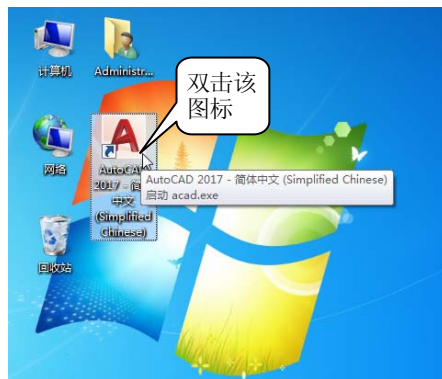 计算机
Administr...
双击该
图标
网络
AutoCAD
2017 - 简
中文
(Simplified
Chinese)
AutoCAD 2017 - 简体中文 (Simplified Chinese)
启动 acad.exe
回收站